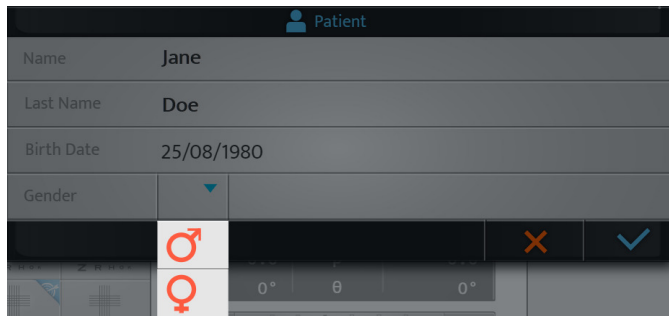 Patient
Name Jane
Last Name Doe
Birth Date 25/08/1980
Gender
0° θ 0°